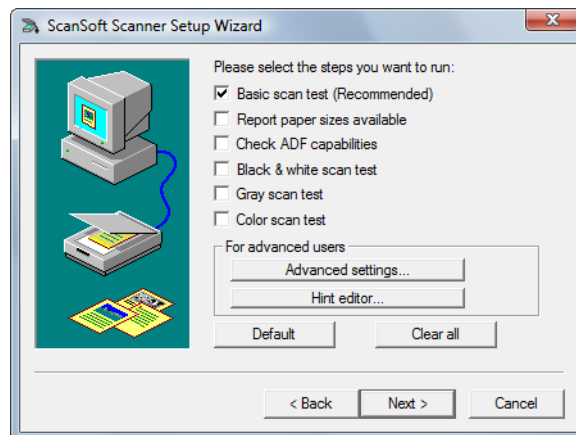 ScanSoft Scanner Setup Wizard
Please select the steps you want to run:
Basic scan test (Recommended)
Report paper sizes available
Check ADF capabilities
Black & white scan test
Gray scan test
Color scan test
For advanced users
Advanced settings...
Hint editor...
Default
Clear all
< Back
Next >
Cancel